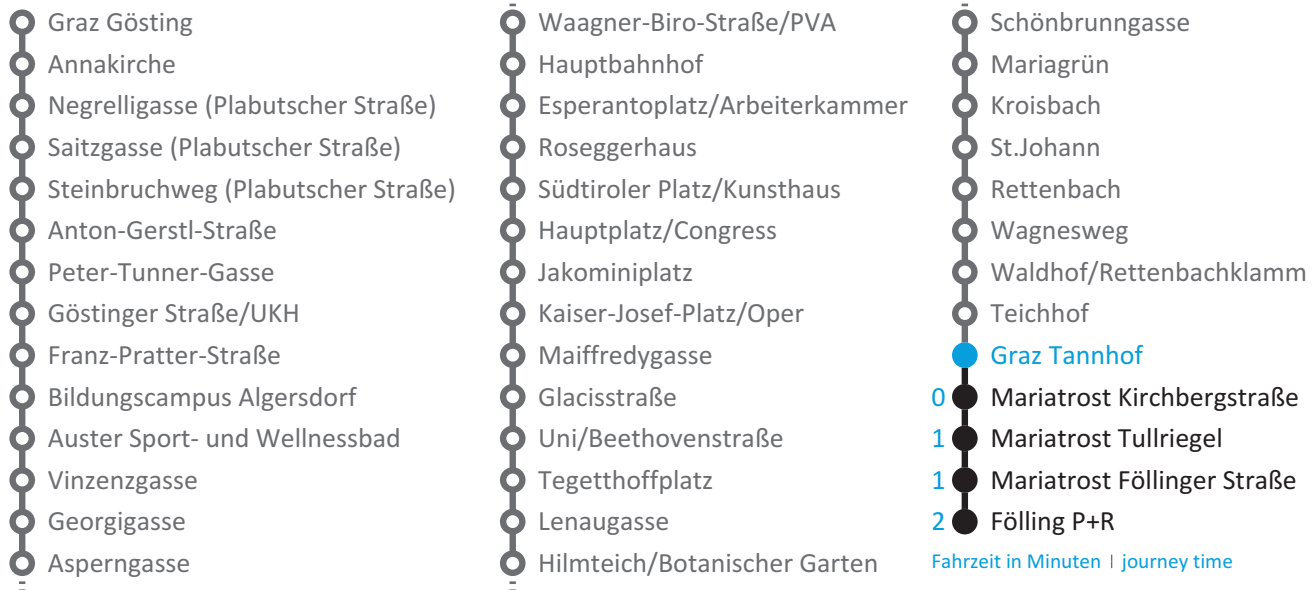 Graz Gösting
Annakirche
Negrelligasse (Plabutscher Straße)
Saitzgasse (Plabutscher Straße)
Steinbruchweg (Plabutscher Straße)
Anton-Gerstl-Straße
Peter-Tunner-Gasse
Göstinger Straße/UKH
Franz-Pratter-Straße
Bildungscampus Algersdorf
Auster Sport- und Wellnessbad
Vinzenzgasse
Georgigasse
Asperngasse
Waagner-Biro-Straße/PVA
Hauptbahnhof
Esperantoplatz/Arbeiterkammer
Roseggerhaus
Südtiroler Platz/Kunsthaus
Hauptplatz/Congress
Jakominiplatz
Kaiser-Josef-Platz/Oper
Maiffredygasse
Glacisstraße
Uni/Beethovenstraße
Tegetthoffplatz
Lenaugasse
Hilmteich/Botanischer Garten
Schönbrunngasse
Mariagrün
Kroisbach
St.Johann
Rettenbach
Wagnesweg
Waldhof/Rettenbachklamm
Teichhof
Graz Tannhof
0 Mariatrost Kirchbergstraße
1 Mariatrost Tullriegel
1 Mariatrost Föllinger Straße
2 Fölling P+R
Fahrzeit in Minuten | journey time